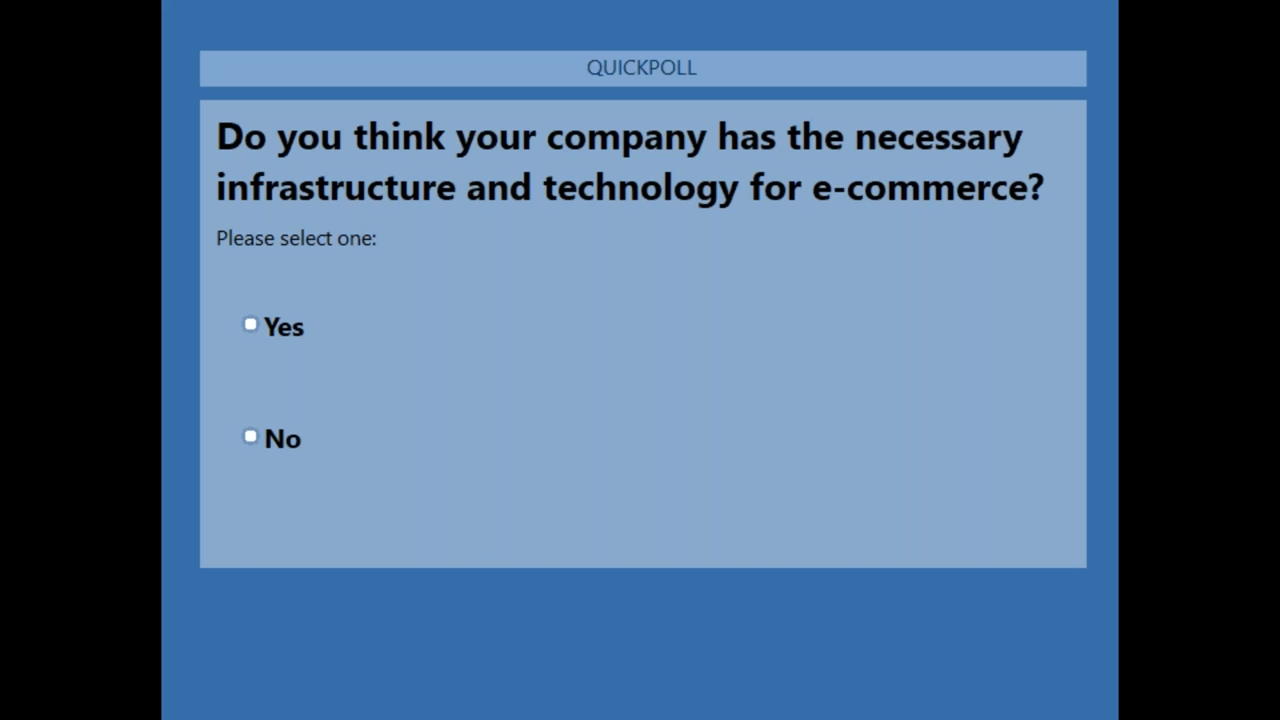 QUICKPOLL
Do you think your company has the necessary
infrastructure and technology for e-commerce?
Please select one:
Yes
No